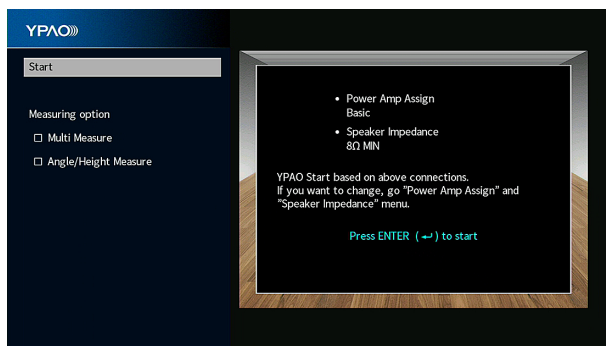 YPAO
Start
Measuring option
Multi Measure
Angle/Height Measure
• Power Amp Assign
Basic
• Speaker Impedance
8Ω MIN
YPAO Start based on above connections.
If you want to change, go ”Power Amp Assign” and
”Speaker Impedance” menu.
Press ENTER (↵) to start